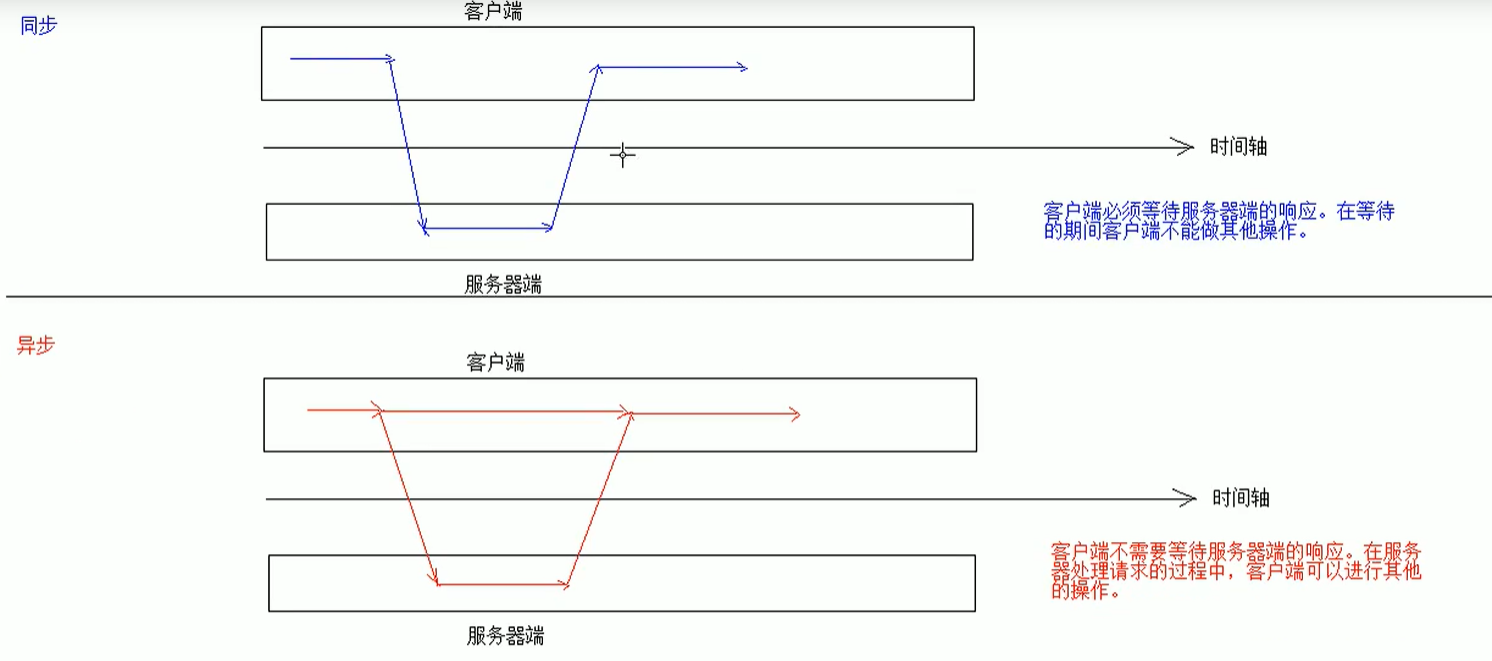 同步
客户端
时间轴
客户端必须等待服务器端的响应。在等待
的期间客户端不能做其他操作。
服务器端
异步
客户端
时间轴
客户端不需要等待服务器端的响应。在服务
器处理请求的过程中，客户端可以进行其他
的操作。
服务器端